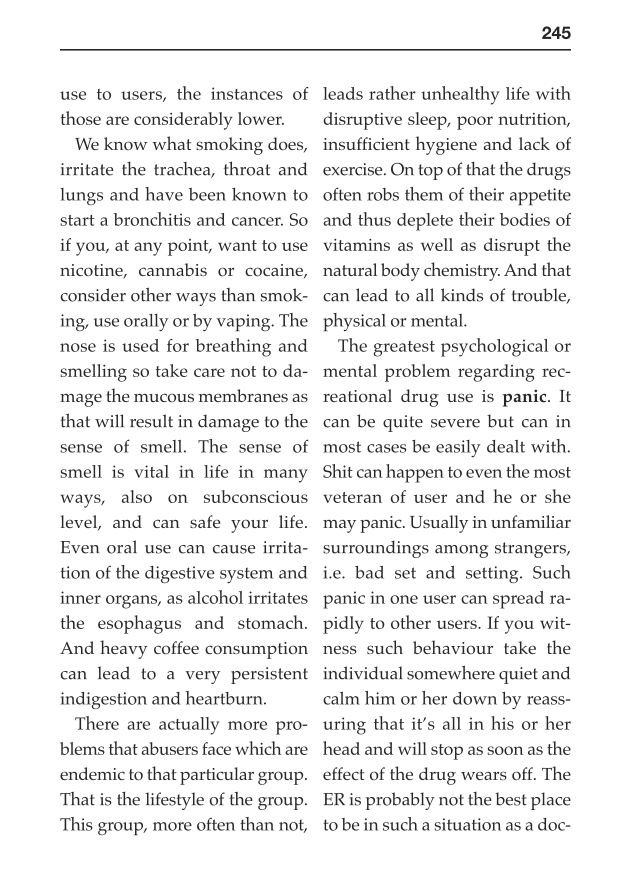 245
use to users, the instances of
those are considerably lower.
We know what smoking does,
irritate the trachea, throat and
lungs and have been known to
start a bronchitis and cancer. So
if you, at any point, want to use
nicotine, cannabis or cocaine,
consider other ways than smok-
ing, use orally or by vaping. The
nose is used for breathing and
smelling so take care not to da-
mage the mucous membranes as
that will result in damage to the
sense of smell. The sense of
smell is vital in life in many
ways, also on subconscious
level, and can safe your life.
Even oral use can cause irrita-
tion of the digestive system and
inner organs, as alcohol irritates
the esophagus and stomach.
And heavy coffee consumption
can lead to a very persistent
indigestion and heartburn.
There are actually more pro-
blems that abusers face which are
endemic to that particular group.
That is the lifestyle of the group.
This group, more often than not,
leads rather unhealthy life with
disruptive sleep, poor nutrition,
insufficient hygiene and lack of
exercise. On top of that the drugs
often robs them of their appetite
and thus deplete their bodies of
vitamins as well as disrupt the
natural body chemistry. And that
can lead to all kinds of trouble,
physical or mental.
The greatest psychological or
mental problem regarding rec-
reational drug use is panic. It
can be quite severe but can in
most cases be easily dealt with.
Shit can happen to even the most
veteran of user and he or she
may panic. Usually in unfamiliar
surroundings among strangers,
i.e. bad set and setting. Such
panic in one user can spread ra-
pidly to other users. If you wit-
ness such behaviour take the
individual somewhere quiet and
calm him or her down by reass-
uring that it's all in his or her
head and will stop as soon as the
effect of the drug wears off. The
ER is probably not the best place
to be in such a situation as a doc-